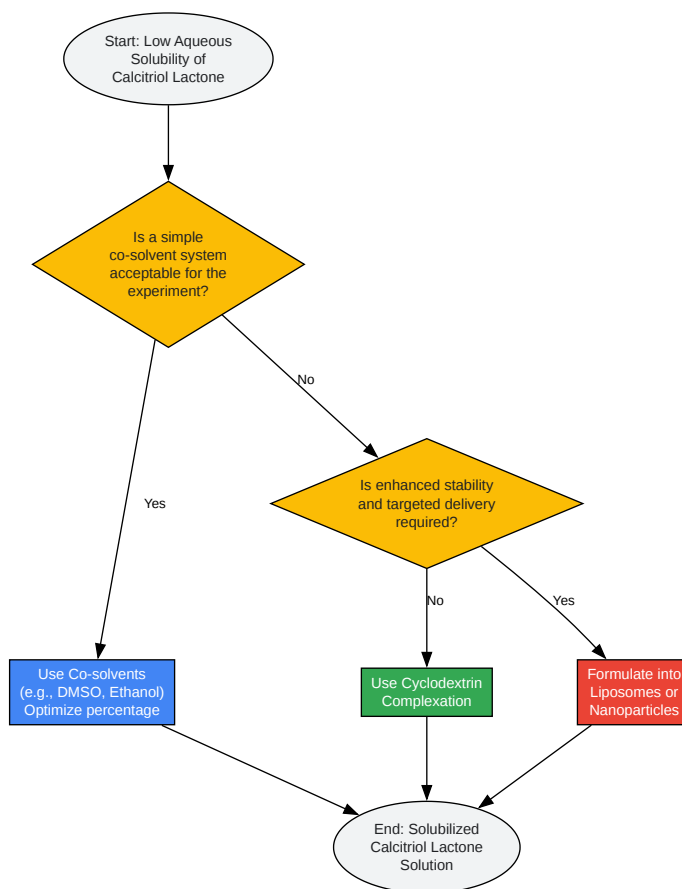 Start: Low Aqueous
Solubility of
Calcitriol Lactone
Is a simple
co-solvent system
acceptable for the
experiment?
No
Is enhanced stability
and targeted delivery
required?
Yes
No
Yes
Use Co-solvents
(e.g., DMSO, Ethanol)
Optimize percentage
Use Cyclodextrin
Complexation
Formulate into
Liposomes or
Nanoparticles
End: Solubilized
Calcitriol Lactone
Solution